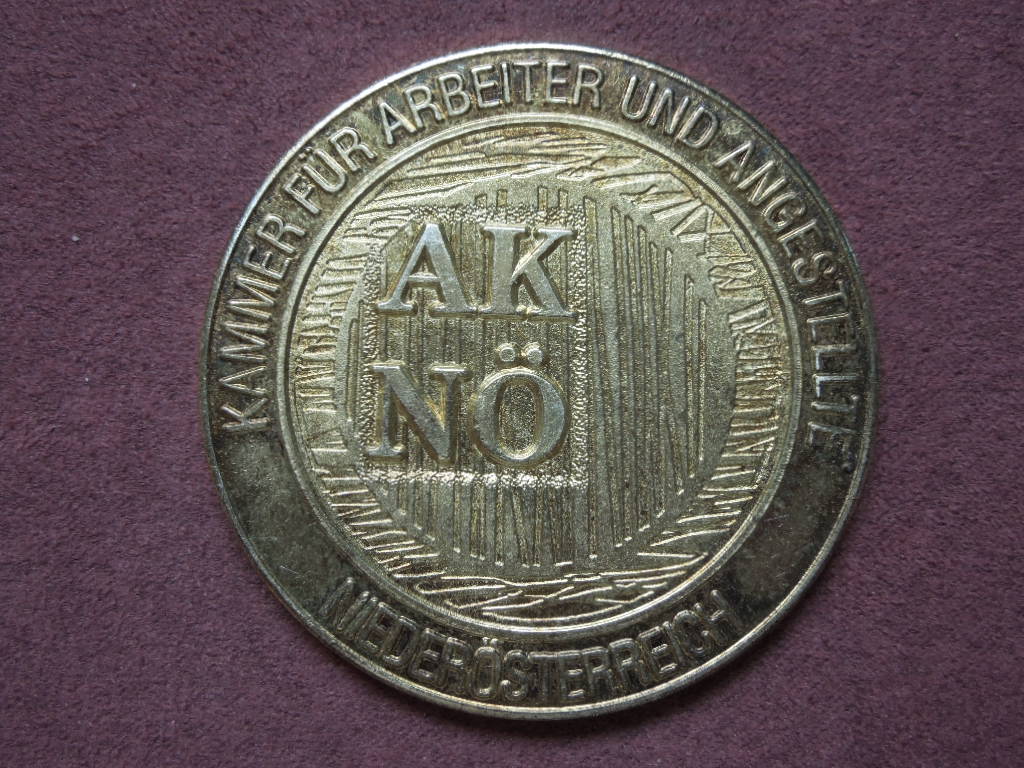 KAMMER FÜR ARBEITER UND ANGESTELLTE
AK
NÖ
NIEDERÖSTERREICH